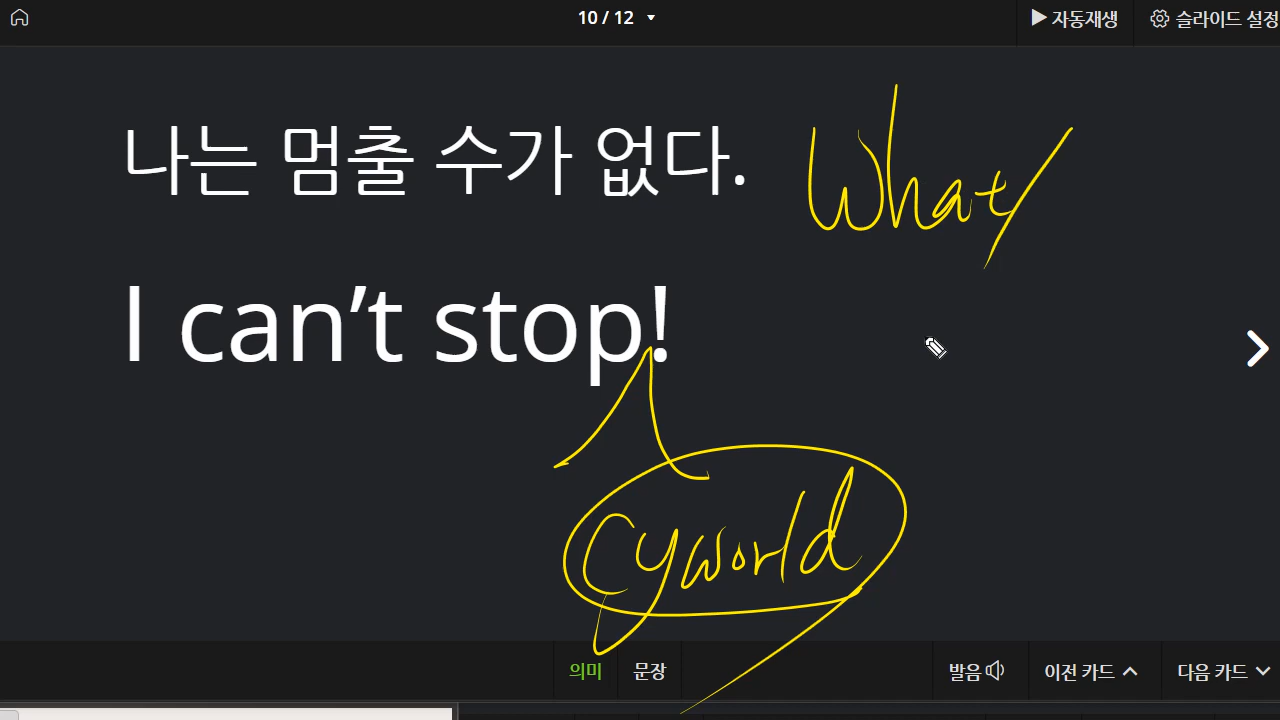 10 / 12
자동재생
슬라이드 설정
나는 멈출 수가 없다.
What
I can’t stop!
cyworld
의미
문장
발음
이전 카드
다음 카드